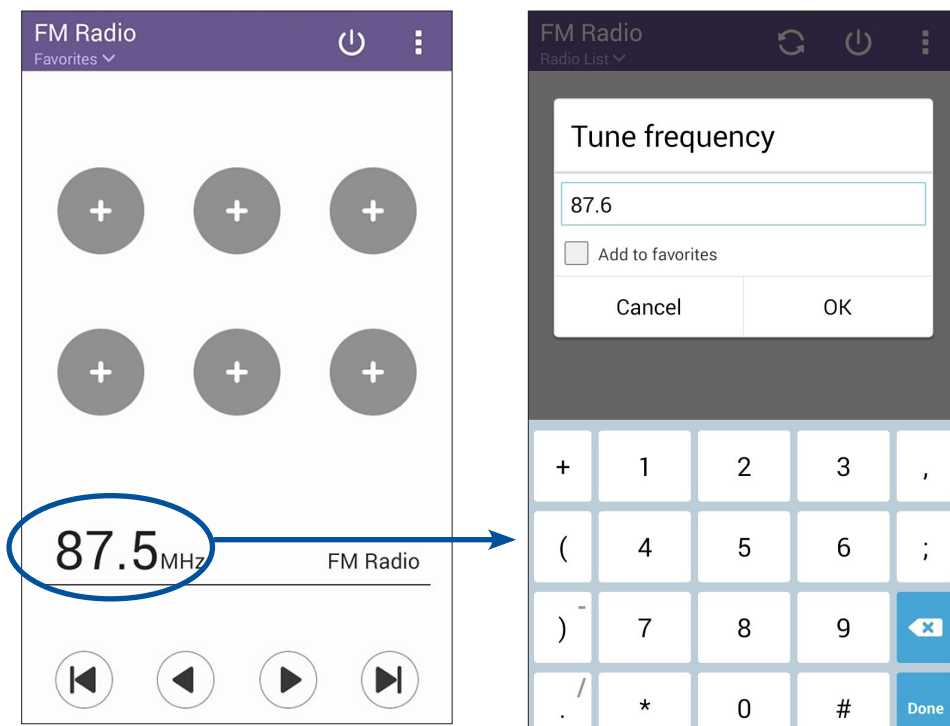 FM Radio
Favorites
+ + +
+ + +
87.5MHz
FM Radio
FM Radio
Radio List
Tune frequency
87.6
Add to favorites
Cancel OK
+ 1 2 3 ,
( 4 5 6 ;
) - 7 8 9
. / * 0 # Done